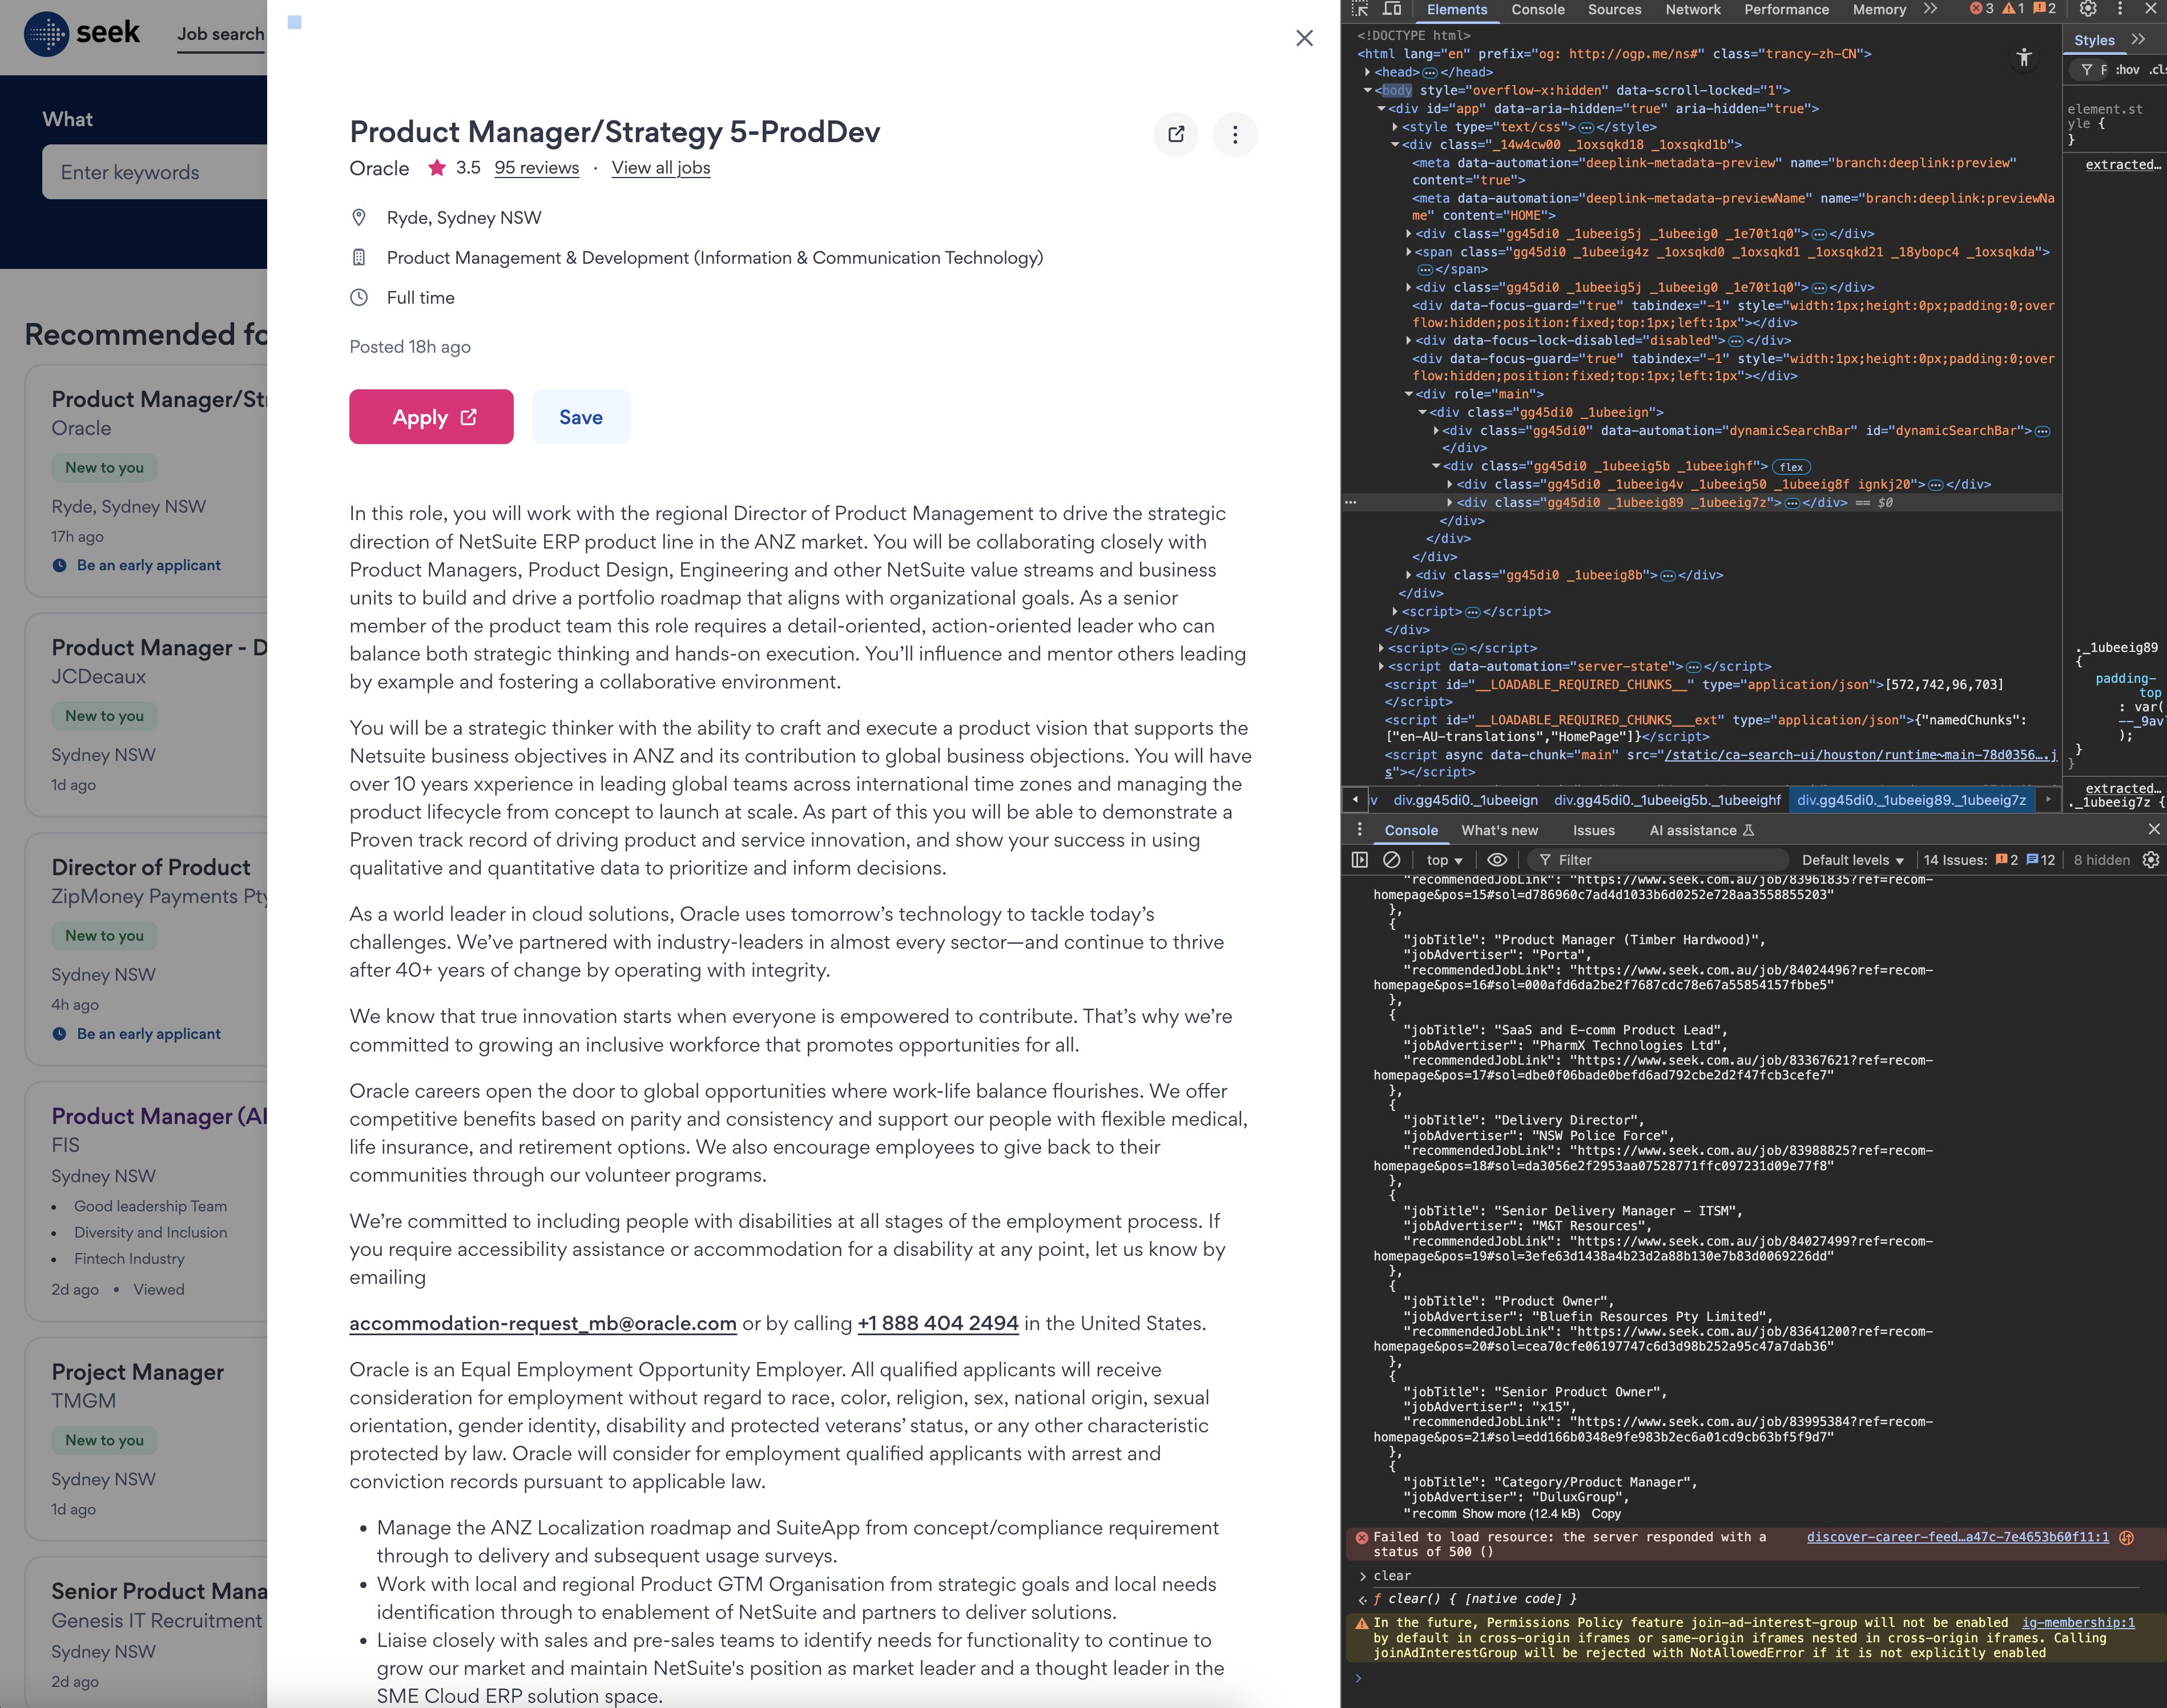 seek
Job search
What
Enter keywords
Recommended fo
Product Manager/St
Oracle
New to you
Ryde, Sydney NSW
17h ago
Be an early applicant
Product Manager - D
JCDecaux
New to you
Sydney NSW
1d ago
Director of Product
ZipMoney Payments Pty
New to you
Sydney NSW
4h ago
Be an early applicant
Product Manager (AI
FIS
Sydney NSW
Good leadership Team
Diversity and Inclusion
Fintech Industry
2d ago • Viewed
Project Manager
TMGM
New to you
Sydney NSW
1d ago
Senior Product Mana
Genesis IT Recruitment
Sydney NSW
2d ago
Product Manager/Strategy 5-ProdDev
Oracle 3.5 95 reviews · View all jobs
Ryde, Sydney NSW
Product Management & Development (Information & Communication Technology)
Full time
Posted 18h ago
Apply
Save
In this role, you will work with the regional Director of Product Management to drive the strategic
direction of NetSuite ERP product line in the ANZ market. You will be collaborating closely with
Product Managers, Product Design, Engineering and other NetSuite value streams and business
units to build and drive a portfolio roadmap that aligns with organizational goals. As a senior
member of the product team this role requires a detail-oriented, action-oriented leader who can
balance both strategic thinking and hands-on execution. You'll influence and mentor others leading
by example and fostering a collaborative environment.
You will be a strategic thinker with the ability to craft and execute a product vision that supports the
Netsuite business objectives in ANZ and its contribution to global business objectives. You will have
over 10 years xxperience in leading global teams across international time zones and managing the
product lifecycle from concept to launch at scale. As part of this you will be able to demonstrate a
Proven track record of driving product and service innovation, and show your success in using
qualitative and quantitative data to prioritize and inform decisions.
As a world leader in cloud solutions, Oracle uses tomorrow's technology to tackle today's
challenges. We've partnered with industry-leaders in almost every sector—and continue to thrive
after 40+ years of change by operating with integrity.
We know that true innovation starts when everyone is empowered to contribute. That's why we're
committed to growing an inclusive workforce that promotes opportunities for all.
Oracle careers open the door to global opportunities where work-life balance flourishes. We offer
competitive benefits based on parity and consistency and support our people with flexible medical,
life insurance, and retirement options. We also encourage employees to give back to their
communities through our volunteer programs.
We're committed to including people with disabilities at all stages of the employment process. If
you require accessibility assistance or accommodation for a disability at any point, let us know by
emailing
accommodation-request_mb@oracle.com or by calling +1 888 404 2494 in the United States.
Oracle is an Equal Employment Opportunity Employer. All qualified applicants will receive
consideration for employment without regard to race, color, religion, sex, national origin, sexual
orientation, gender identity, disability and protected veterans' status, or any other characteristic
protected by law. Oracle will consider for employment qualified applicants with arrest and
conviction records pursuant to applicable law.
• Manage the ANZ Localization roadmap and SuiteApp from concept/compliance requirement
through to delivery and subsequent usage surveys.
• Work with local and regional Product GTM Organisation from strategic goals and local needs
identification through to enablement of NetSuite and partners to deliver solutions.
• Liaise closely with sales and pre-sales teams to identify needs for functionality to continue to
grow our market and maintain NetSuite's position as market leader and a thought leader in the
SME Cloud ERP solution space.
Elements Console Sources Network Performance Memory 3 1 2
<!DOCTYPE html>
<html lang="en" prefix="og: http://ogp.me/ns#" class="trancy-zh-CN">
<head>…</head>
<body style="overflow-x:hidden" data-scroll-locked="1">
<div id="app" data-aria-hidden="true" aria-hidden="true">
<style type="text/css">…</style>
<div class="_14w4cw00 _1oxsqkd18 _1oxsqkd1b">
<meta data-automation="deeplink-metadata-preview" name="branch:deeplink:preview"
content="true">
<meta data-automation="deeplink-metadata-previewName" name="branch:deeplink:previewNa
me" content="HOME">
<div class="gg45di0 _1ubeeig5j _1ubeeig0 _1e70t1q0">…</div>
<span class="gg45di0 _1ubeeig4z _1oxsqkd0 _1oxsqkd1 _1oxsqkd21 _18ybopc4 _1oxsqkda">
…</span>
<div class="gg45di0 _1ubeeig5j _1ubeeig0 _1e70t1q0">…</div>
<div data-focus-guard="true" tabindex="-1" style="width:1px;height:0px;padding:0;over
flow:hidden;position:fixed;top:1px;left:1px"></div>
<div data-focus-lock-disabled="disabled">…</div>
<div data-focus-guard="true" tabindex="-1" style="width:1px;height:0px;padding:0;over
flow:hidden;position:fixed;top:1px;left:1px"></div>
<div role="main">
<div class="gg45di0 _1ubeeign">
<div class="gg45di0" data-automation="dynamicSearchBar" id="dynamicSearchBar">…
</div>
<div class="gg45di0 _1ubeeig5b _1ubeeighf"> flex
<div class="gg45di0 _1ubeeig4v _1ubeeig50 _1ubeeig8f ignkj20">…</div>
<div class="gg45di0 _1ubeeig89 _1ubeeig7z">…</div> == $0
</div>
</div>
</div>
<div class="gg45di0 _1ubeeig8b">…</div>
</div>
<script>…</script>
</div>
<script>…</script>
<script data-automation="server-state">…</script>
<script id="__LOADABLE_REQUIRED_CHUNKS__" type="application/json">[572,742,96,703]
</script>
<script id="__LOADABLE_REQUIRED_CHUNKS___ext" type="application/json">{"namedChunks":
["en-AU-translations","HomePage"]}</script>
<script async data-chunk="main" src="/static/ca-search-ui/houston/runtime~main-78d0356….j
s"></script>
v div.gg45di0._1ubeeign div.gg45di0._1ubeeig5b._1ubeeighf div.gg45di0._1ubeeig89._1ubeeig7z
Styles
F :hov .cls
element.st
yle {
}
extracted…
._1ubeeig89
{
padding-
top
: var(
--_9av
);
}
}
extracted…
._1ubeeig7z {
Console What's new Issues AI assistance
top Filter Default levels 14 Issues: 2 12 8 hidden
"recommendedJobLink": "https://www.seek.com.au/job/83961835?ref=recom-
homepage&pos=15#sol=d786960c7ad4d1033b6d0252e728aa3558855203"
},
{
"jobTitle": "Product Manager (Timber Hardwood)",
"jobAdvertiser": "Porta",
"recommendedJobLink": "https://www.seek.com.au/job/84024496?ref=recom-
homepage&pos=16#sol=000afd6da2be2f7687cdc78e67a55854157fbbe5"
},
{
"jobTitle": "SaaS and E-comm Product Lead",
"jobAdvertiser": "PharmX Technologies Ltd",
"recommendedJobLink": "https://www.seek.com.au/job/83367621?ref=recom-
homepage&pos=17#sol=dbe0f06bade0befd6ad792cbe2d2f47fcb3cefe7"
},
{
"jobTitle": "Delivery Director",
"jobAdvertiser": "NSW Police Force",
"recommendedJobLink": "https://www.seek.com.au/job/83988825?ref=recom-
homepage&pos=18#sol=da3056e2f2953aa07528771ffc097231d09e77f8"
},
{
"jobTitle": "Senior Delivery Manager – ITSM",
"jobAdvertiser": "M&T Resources",
"recommendedJobLink": "https://www.seek.com.au/job/84027499?ref=recom-
homepage&pos=19#sol=3efe63d1438a4b23d2a88b130e7b83d0069226dd"
},
{
"jobTitle": "Product Owner",
"jobAdvertiser": "Bluefin Resources Pty Limited",
"recommendedJobLink": "https://www.seek.com.au/job/83641200?ref=recom-
homepage&pos=20#sol=cea70cfe06197747c6d3d98b252a95c47a7dab36"
},
{
"jobTitle": "Senior Product Owner",
"jobAdvertiser": "x15",
"recommendedJobLink": "https://www.seek.com.au/job/83995384?ref=recom-
homepage&pos=21#sol=edd166b0348e9fe983b2ec6a01cd9cb63bf5f9d7"
},
{
"jobTitle": "Category/Product Manager",
"jobAdvertiser": "DuluxGroup",
"recomm Show more (12.4 kB) Copy
Failed to load resource: the server responded with a discover-career-feed…a47c-7e4653b60f11:1
status of 500 ()
clear
ƒ clear() { [native code] }
In the future, Permissions Policy feature join-ad-interest-group will not be enabled ig-membership:1
by default in cross-origin iframes or same-origin iframes nested in cross-origin iframes. Calling
joinAdInterestGroup will be rejected with NotAllowedError if it is not explicitly enabled